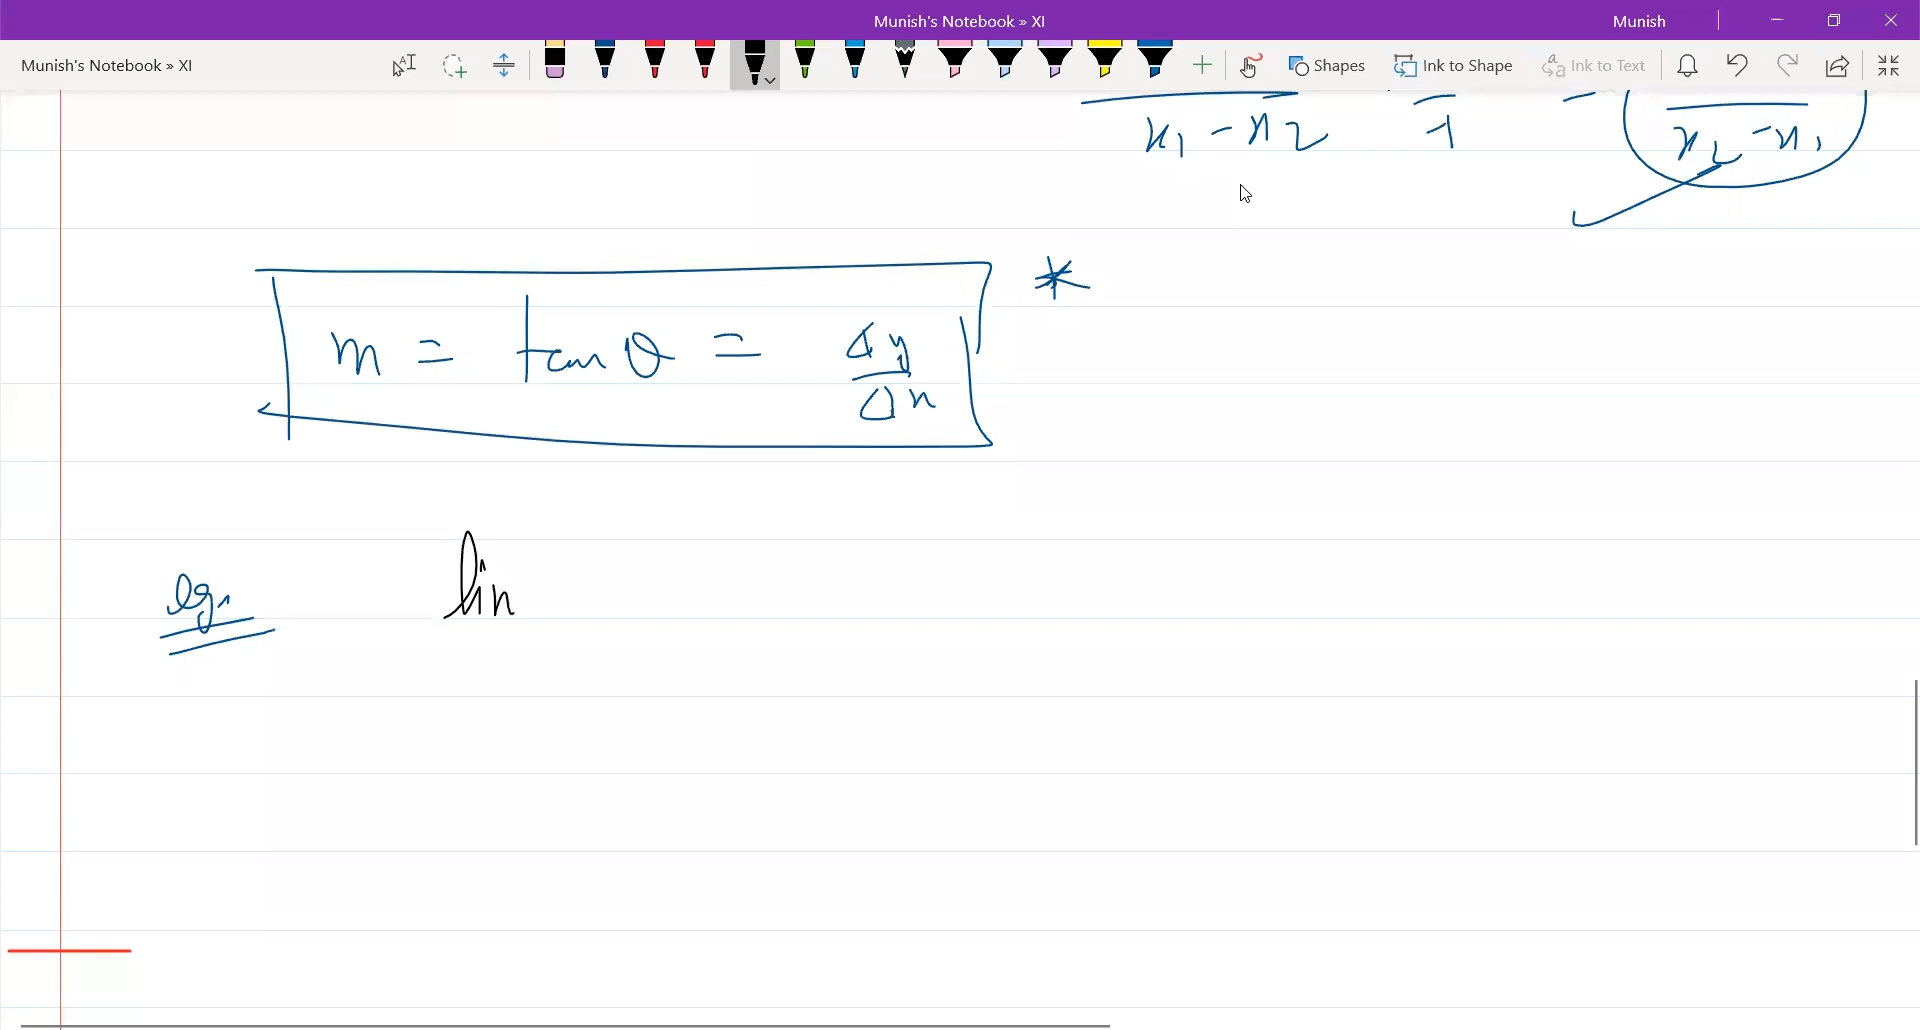 Munish's Notebook » XI
Munish
Munish's Notebook » XI
Shapes
Ink to Shape
Ink to Text
x₁ - x₂
-1
=
x₂ - x₁
m = tan θ = Δy/Δx
*
eg.
lin